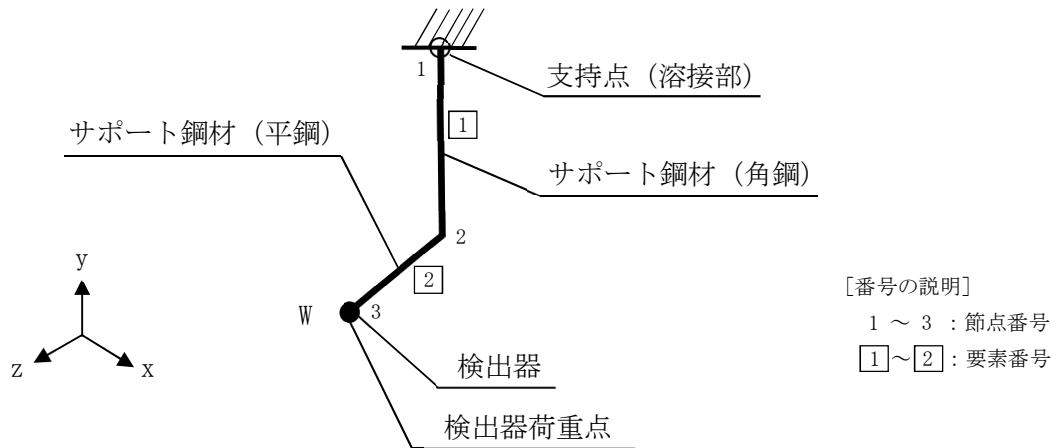 1
支持点（溶接部）
サポート鋼材（平鋼）
1
サポート鋼材（角鋼）
2
y
2
[番号の説明]
W
3
1 ～ 3 ：節点番号
z
x
検出器
1～2：要素番号
検出器荷重点